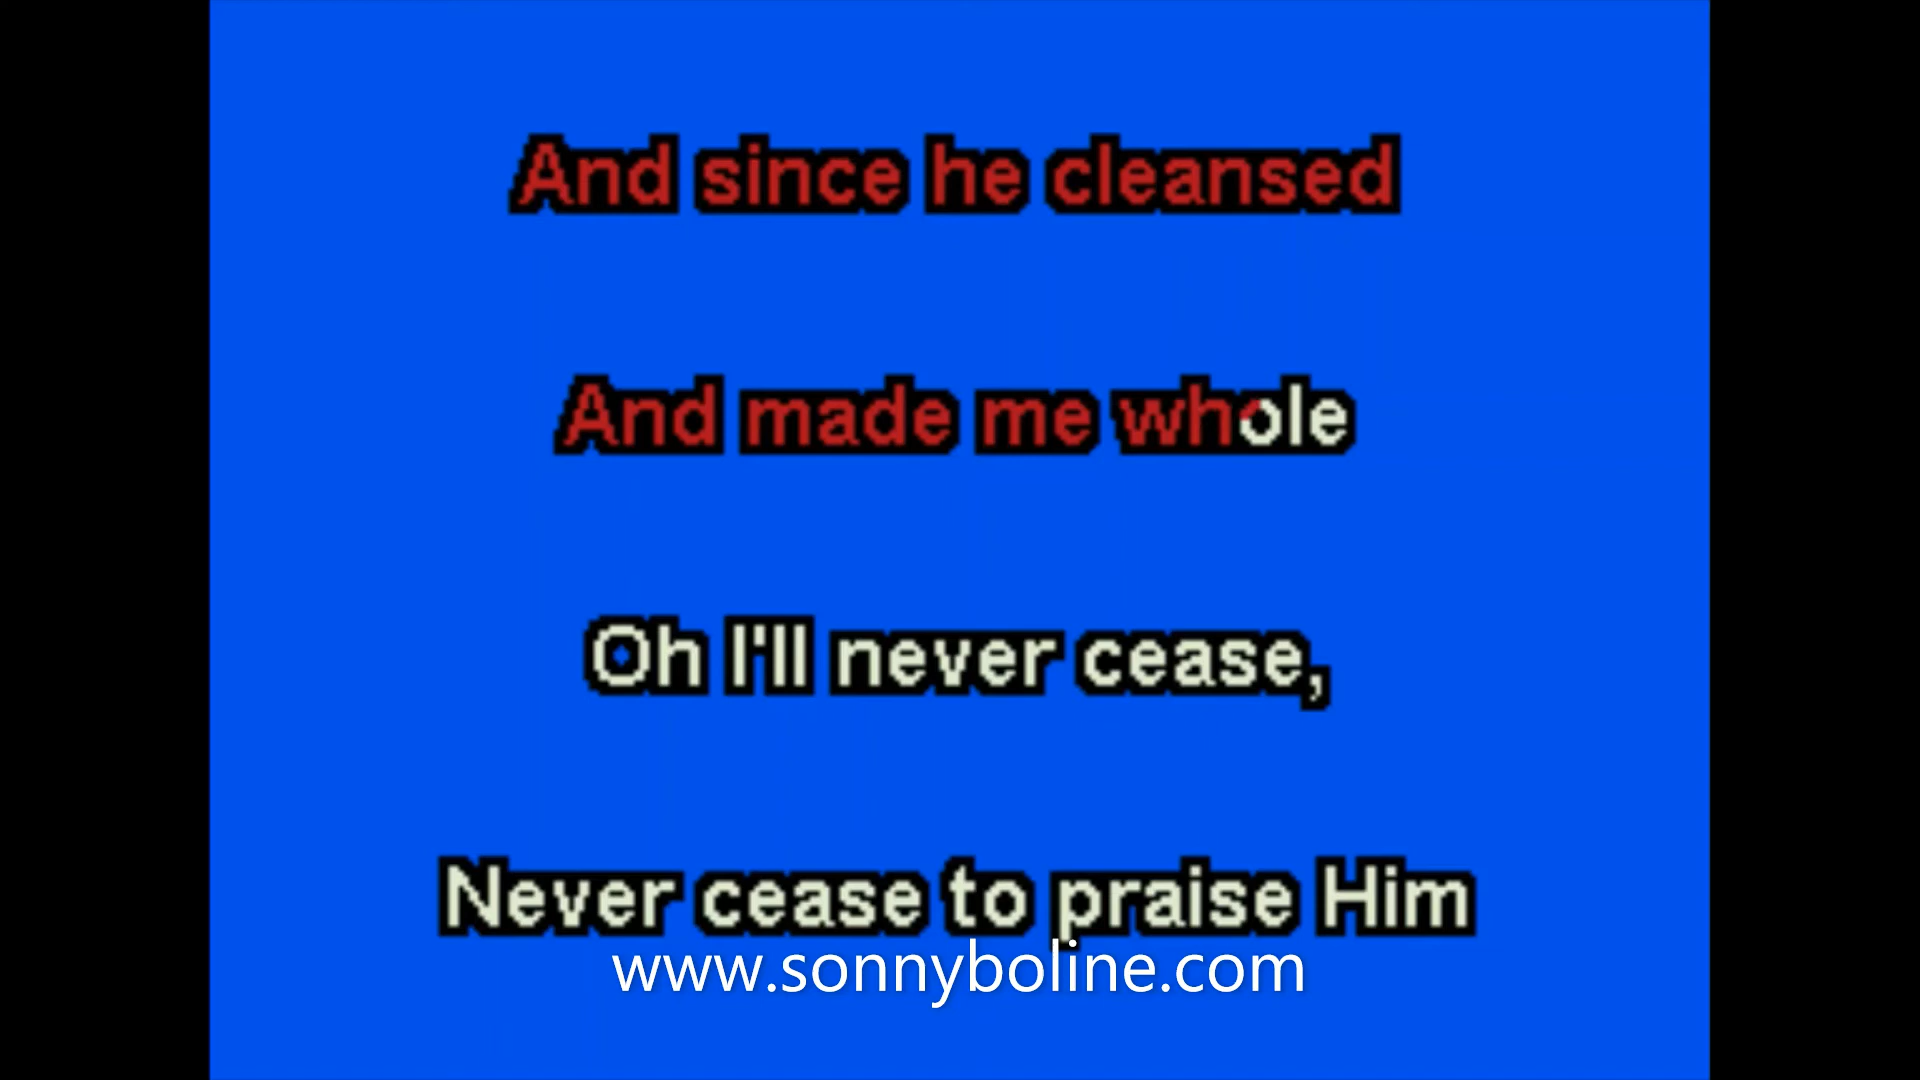 And since he cleansed
And made me whole
Oh I'll never cease,
Never cease to praise Him
www.sonnyboline.com